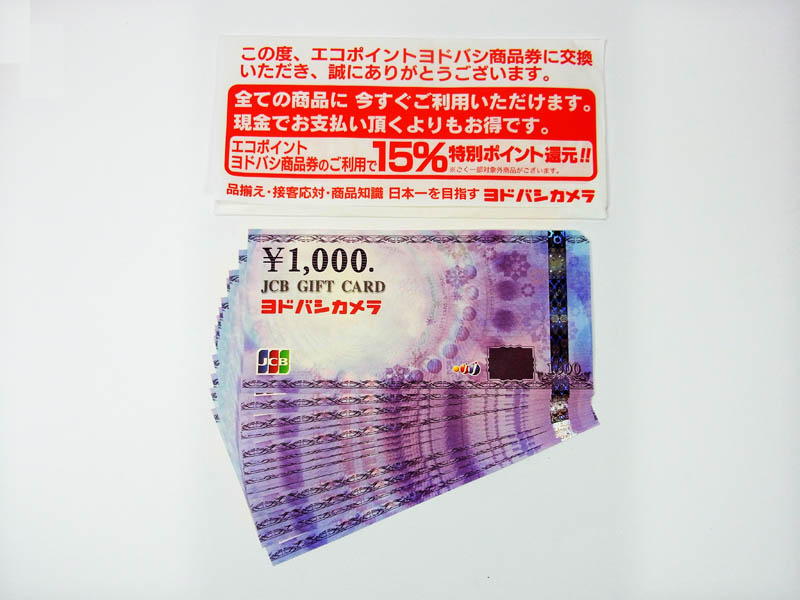 この度、エコポイントヨドバシ商品券に交換
いただき、誠にありがとうございます。
全ての商品に 今すぐご利用いただけます。
現金でお支払い頂くよりもお得です。
エコポイント
ヨドバシ商品券のご利用で15%特別ポイント還元!!
※ごく一部対象外商品がございます。
品揃え・接客応対・商品知識 日本一を目指す ヨドバシカメラ
¥1,000.
JCB GIFT CARD
ヨドバシカメラ
JCB
1,000